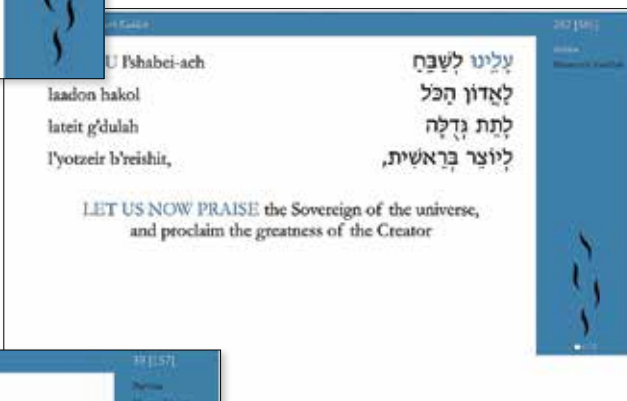 U l'shabei-ach
laadon hakol
lateit g'dulah
l'yotzeir b'reishit,
עָלֵינוּ לְשַׁבֵּחַ
לַאֲדוֹן הַכֹּל
לָתֵת גְּדֻלָּה
לְיוֹצֵר בְּרֵאשִׁית,
LET US NOW PRAISE the Sovereign of the universe,
and proclaim the greatness of the Creator